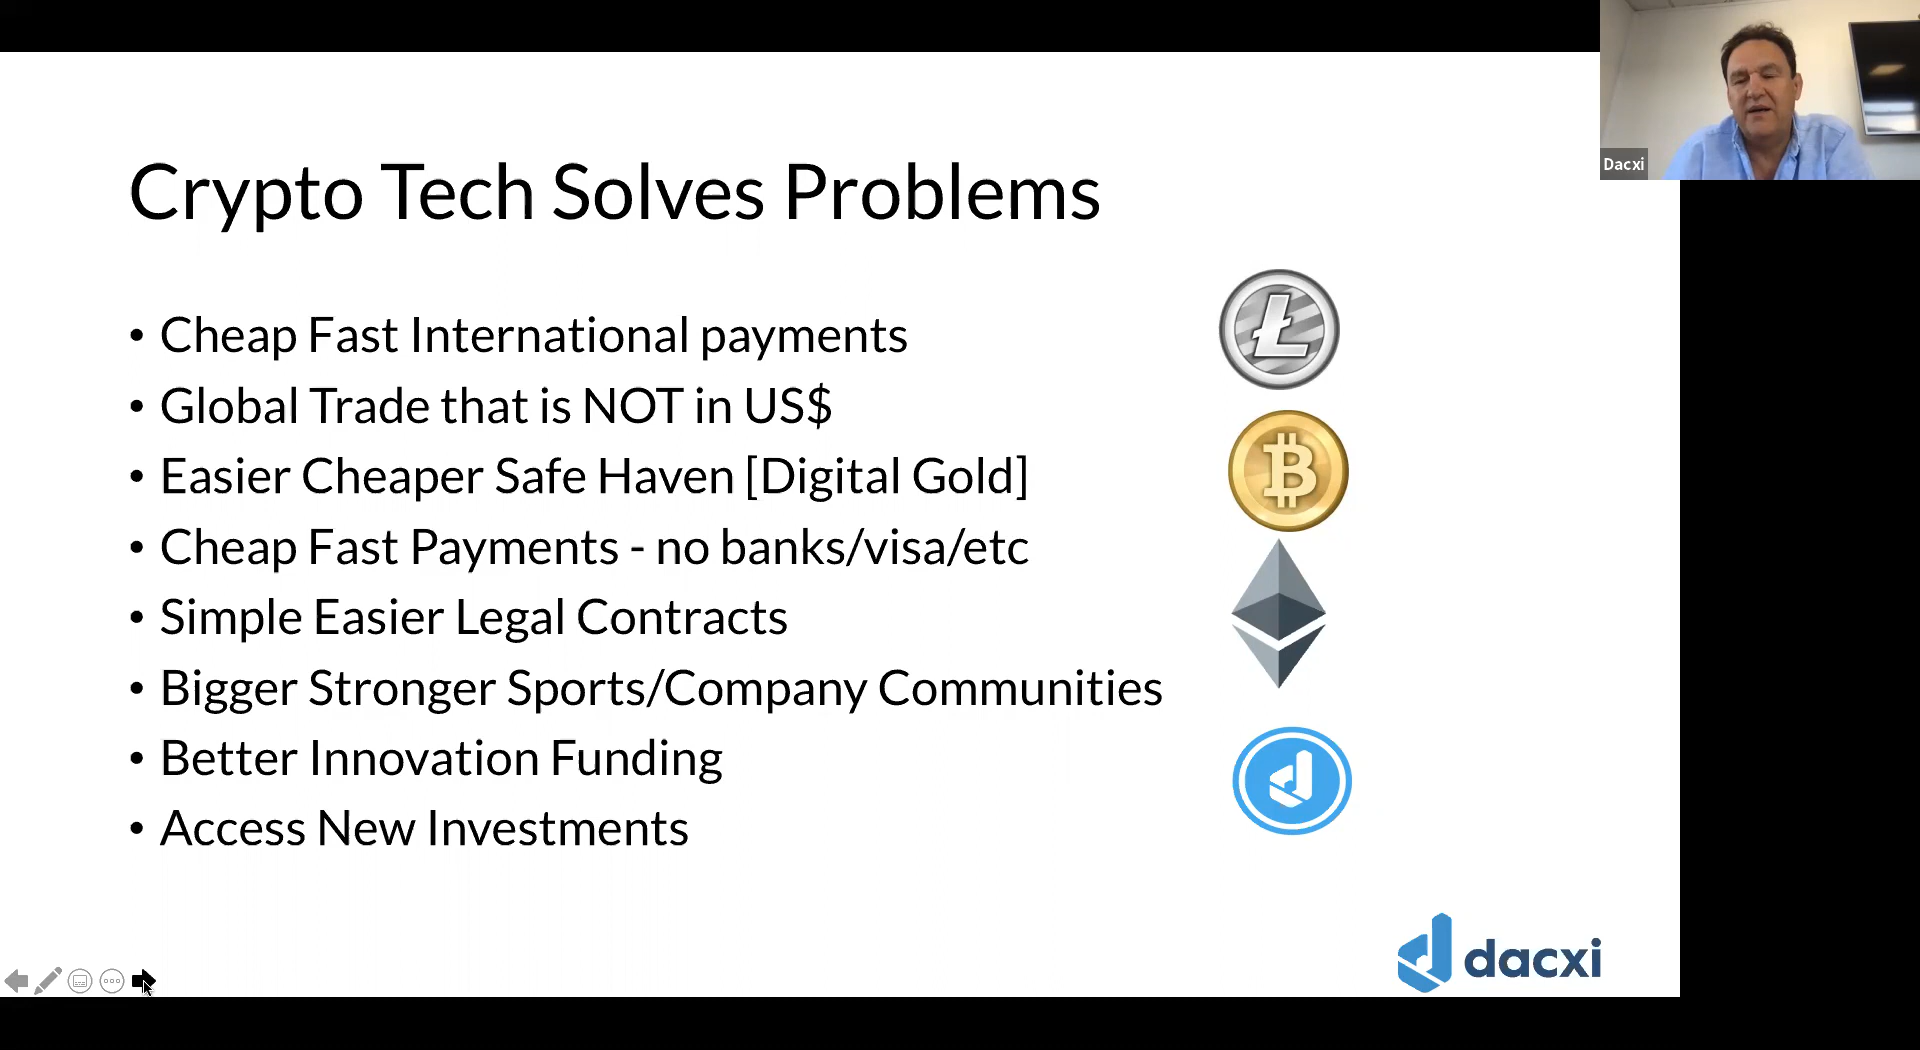 Dacxi
Crypto Tech Solves Problems
• Cheap Fast International payments
• Global Trade that is NOT in US$
• Easier Cheaper Safe Haven [Digital Gold]
• Cheap Fast Payments - no banks/visa/etc
• Simple Easier Legal Contracts
• Bigger Stronger Sports/Company Communities
• Better Innovation Funding
• Access New Investments
dacxi